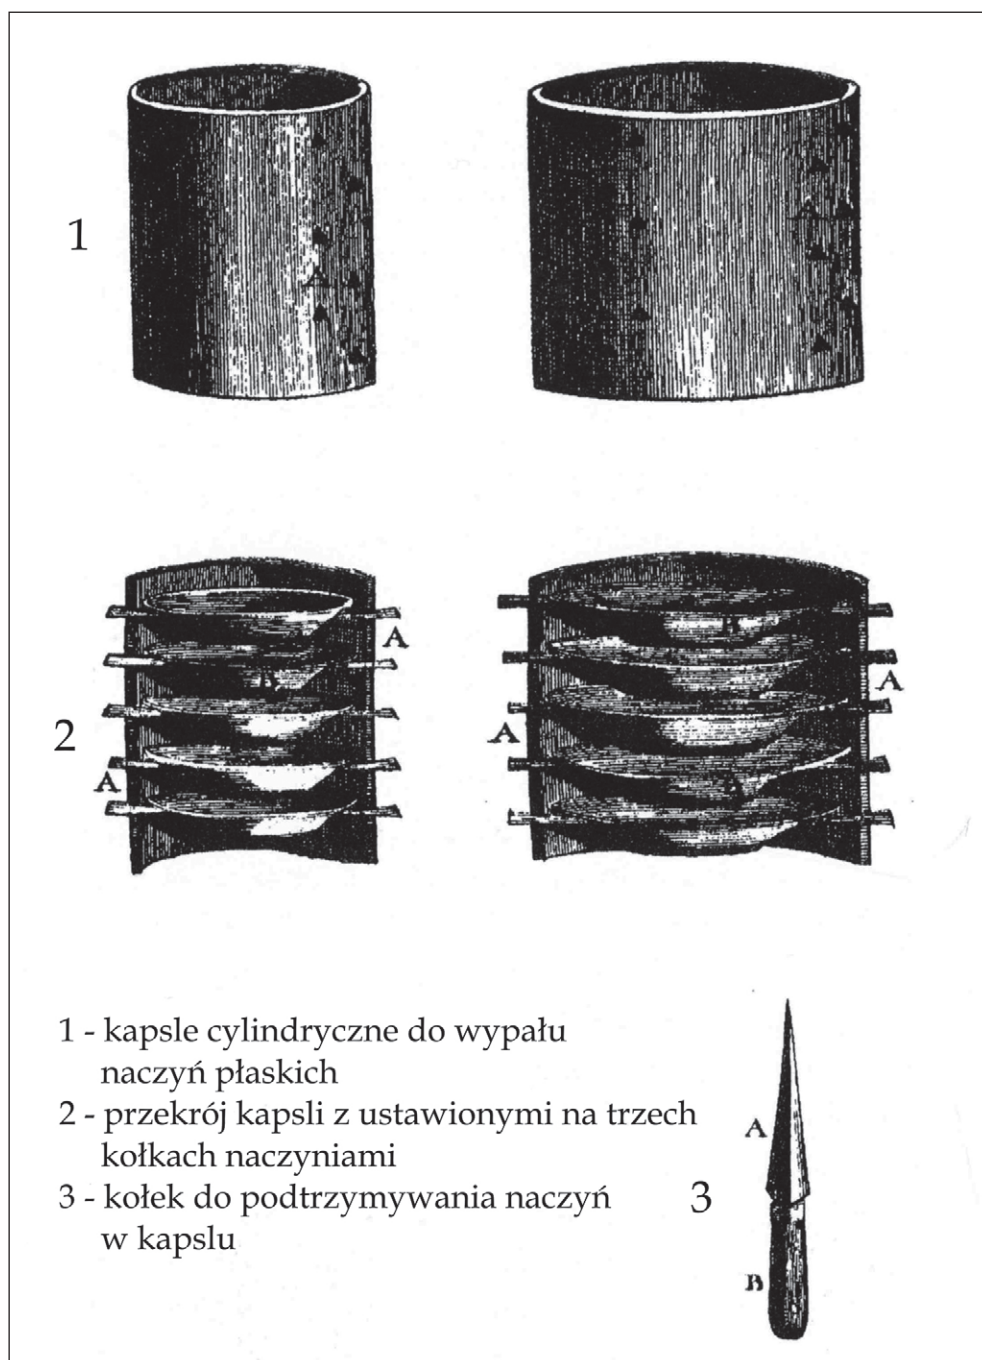 1
A
A
2
A
A
A
A
B
B
B
1 - kapsle cylindryczne do wypału
naczyń płaskich
2 - przekrój kapsli z ustawionymi na trzech
kołkach naczyniami
3 - kołek do podtrzymywania naczyń
w kapslu
3
A
B